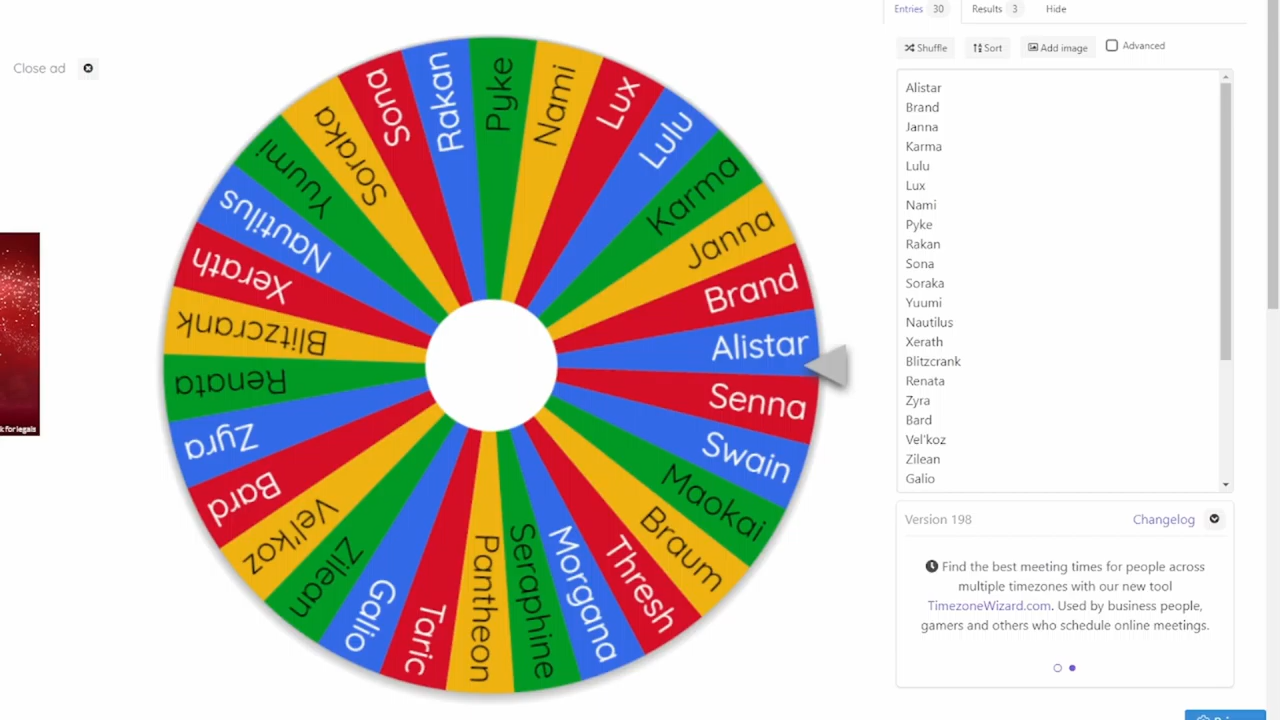 Entries 30 Results 3 Hide
Close ad
Shuffle Sort Add image Advanced
Alistar
Brand
Janna
Karma
Lulu
Lux
Nami
Pyke
Rakan
Sona
Soraka
Yuumi
Nautilus
Xerath
Blitzcrank
Renata
Zyra
Bard
Vel'koz
Zilean
Galio
Alistar
Brand
Janna
Karma
Lulu
Lux
Nami
Pyke
Rakan
Sona
Soraka
Yuumi
Nautilus
Xerath
Blitzcrank
Renata
Zyra
Bard
Vel'koz
Zilean
Galio
Taric
Pantheon
Seraphine
Morgana
Thresh
Braum
Maokai
Swain
Senna
k for legals
Version 198 Changelog
Find the best meeting times for people across
multiple timezones with our new tool
TimezoneWizard.com. Used by business people,
gamers and others who schedule online meetings.